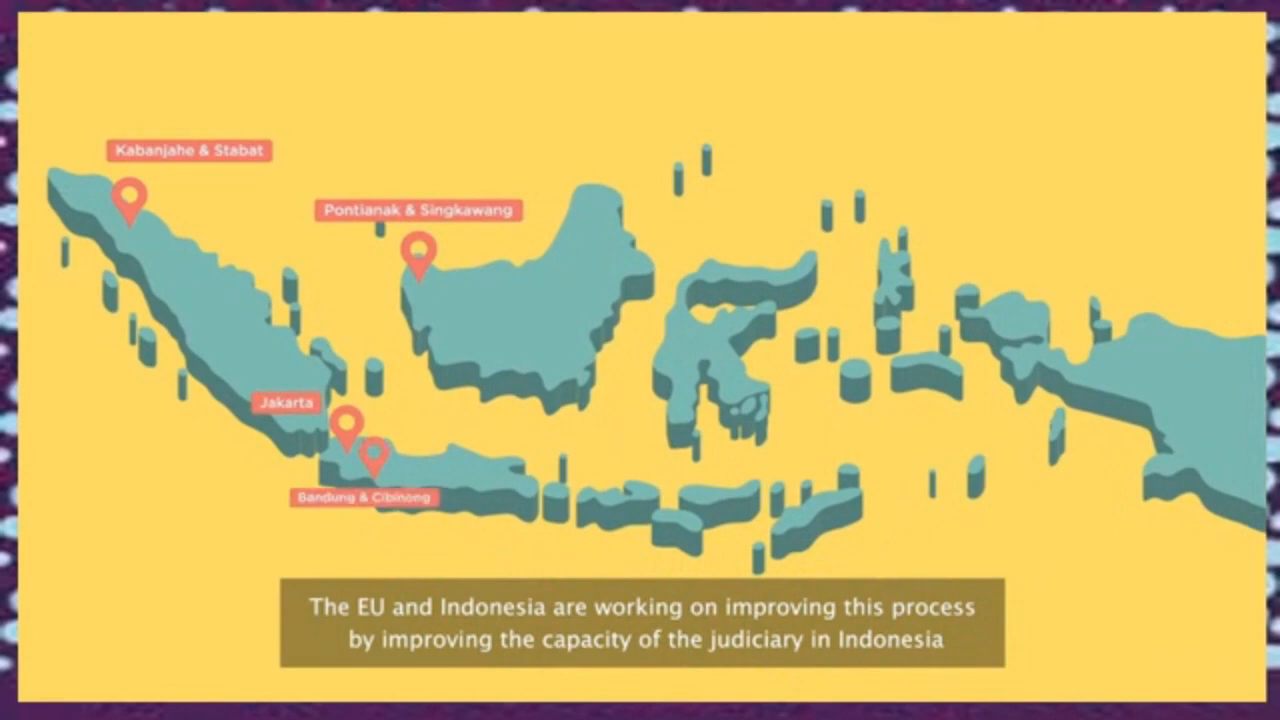 Kabanjahe & Stabat
Pontianak & Singkawang
Jakarta
Bandung & Cibinong
The EU and Indonesia are working on improving this process
by improving the capacity of the judiciary in Indonesia